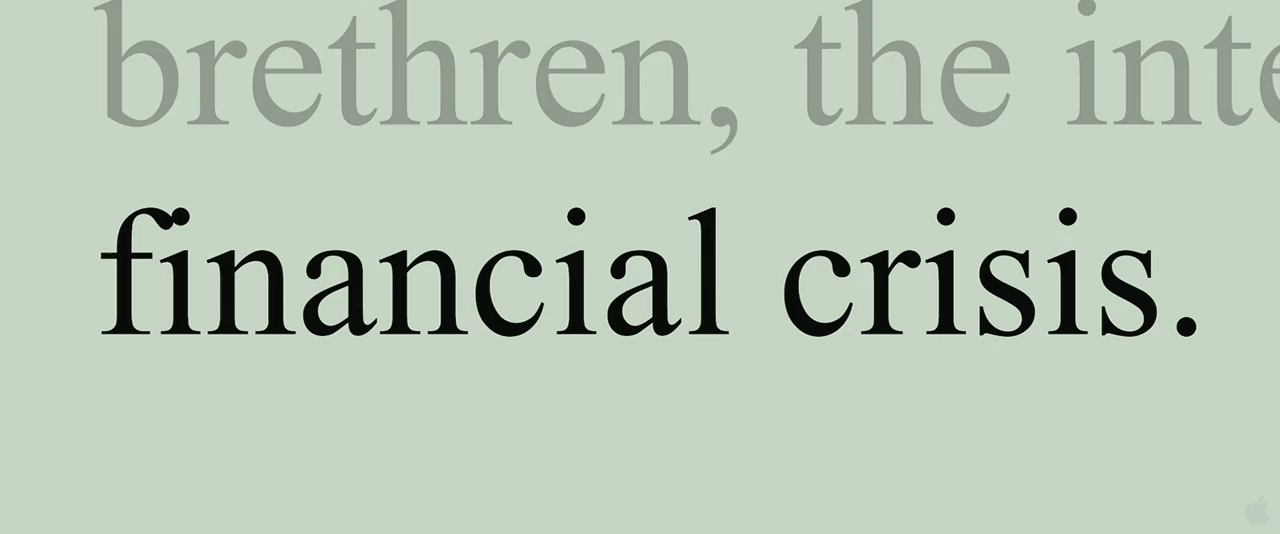 brethren, the inte
financial crisis.